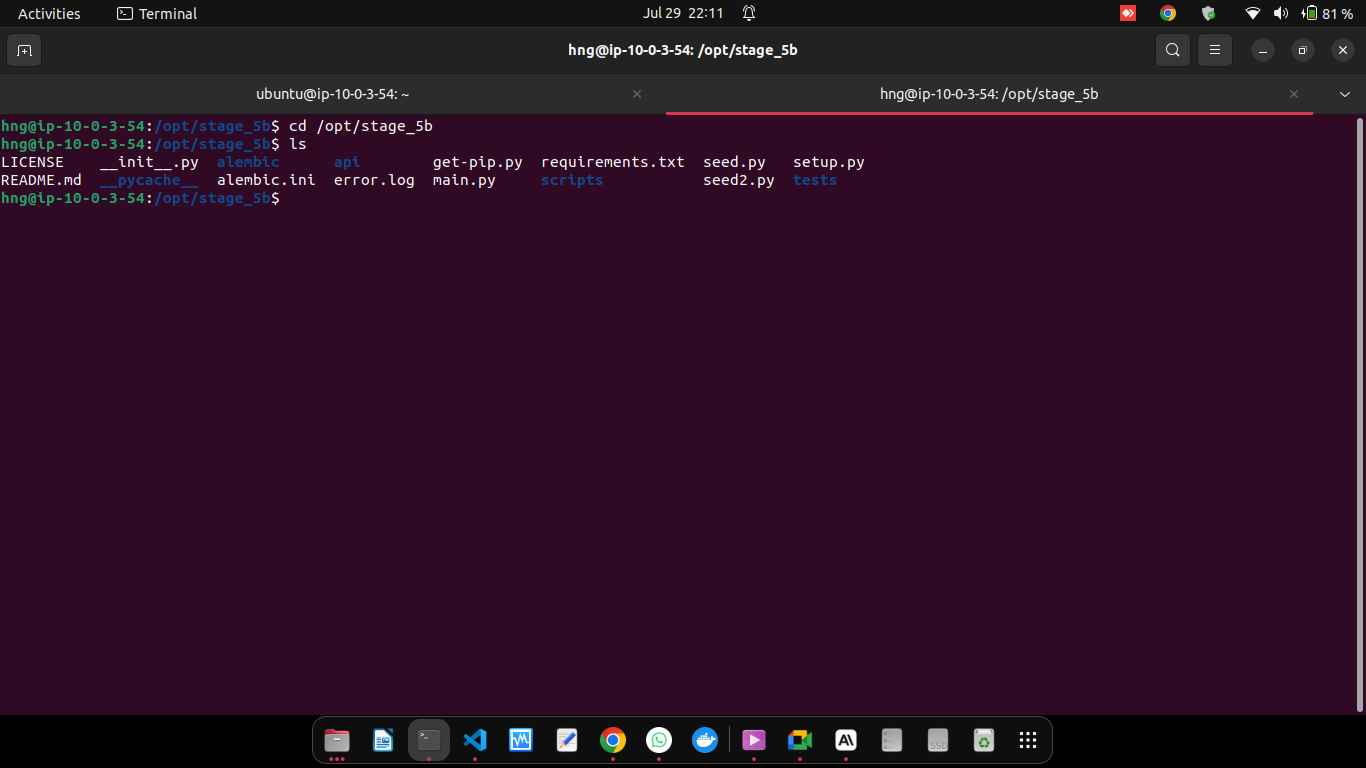 Activities Terminal Jul 29 22:11 81 %
hng@ip-10-0-3-54: /opt/stage_5b
ubuntu@ip-10-0-3-54: ~ hng@ip-10-0-3-54: /opt/stage_5b
hng@ip-10-0-3-54:/opt/stage_5b$ cd /opt/stage_5b
hng@ip-10-0-3-54:/opt/stage_5b$ ls
LICENSE __init__.py alembic api get-pip.py requirements.txt seed.py setup.py
README.md __pycache__ alembic.ini error.log main.py scripts seed2.py tests
hng@ip-10-0-3-54:/opt/stage_5b$
A\
SSD